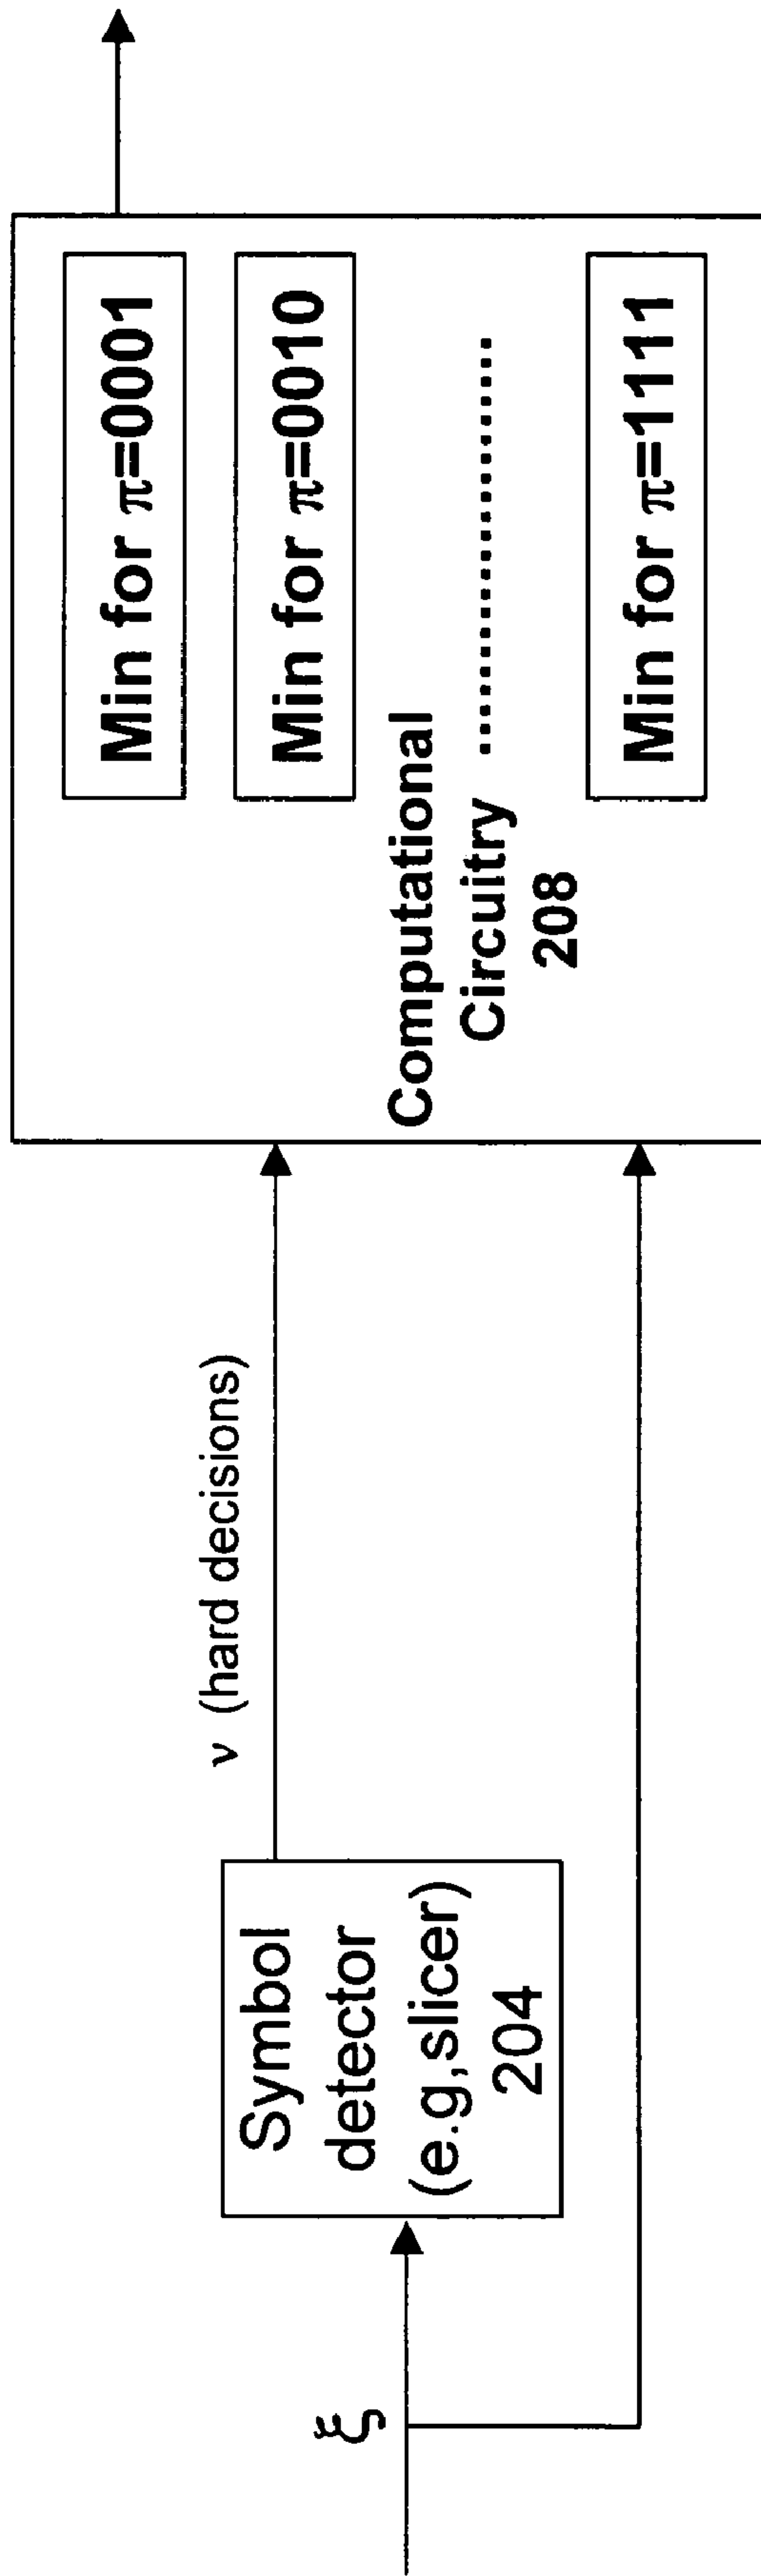 ξ
Symbol
detector
(e.g,slicer)
204
ν (hard decisions)
Min for π=0001
Min for π=0010
Computational
Circuitry ....................
208
Min for π=1111